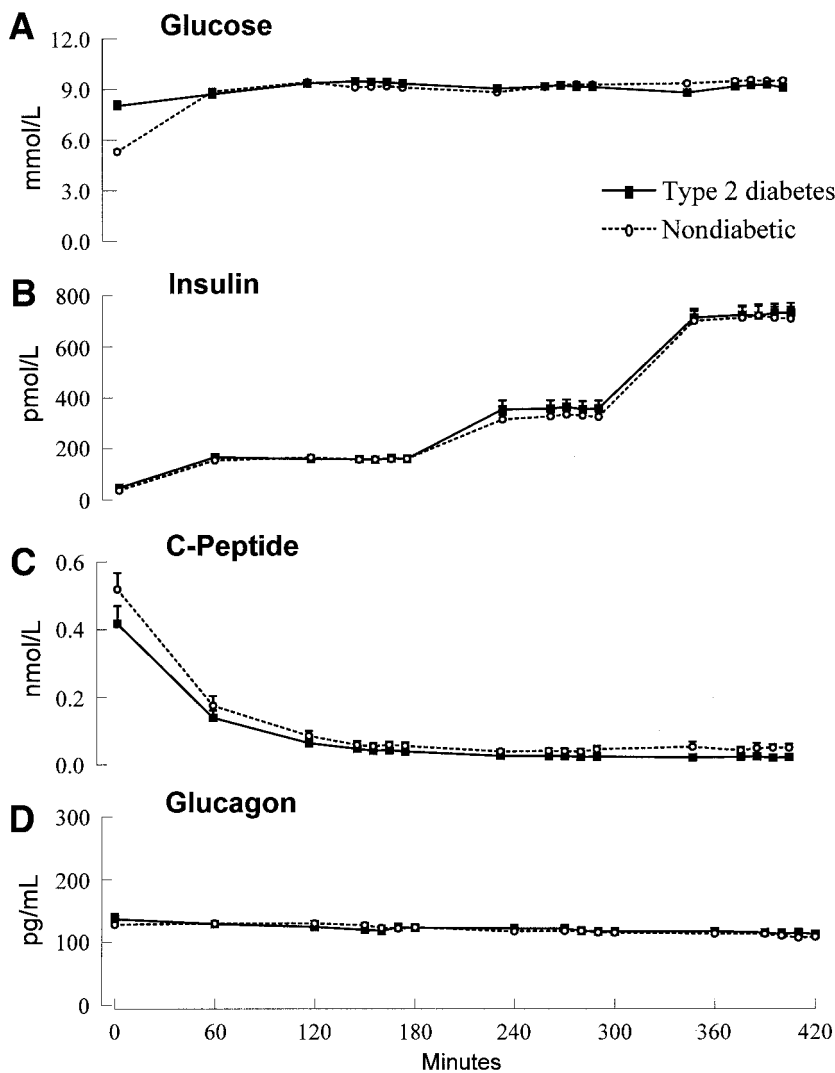 A
Glucose
12.0
9.0
6.0
3.0
0.0
mmol/L
Type 2 diabetes
Nondiabetic
B
Insulin
800
600
400
200
0
pmol/L
C
C-Peptide
0.6
0.4
0.2
0.0
nmol/L
D
Glucagon
300
200
100
0
pg/mL
0 60 120 180 240 300 360 420
Minutes